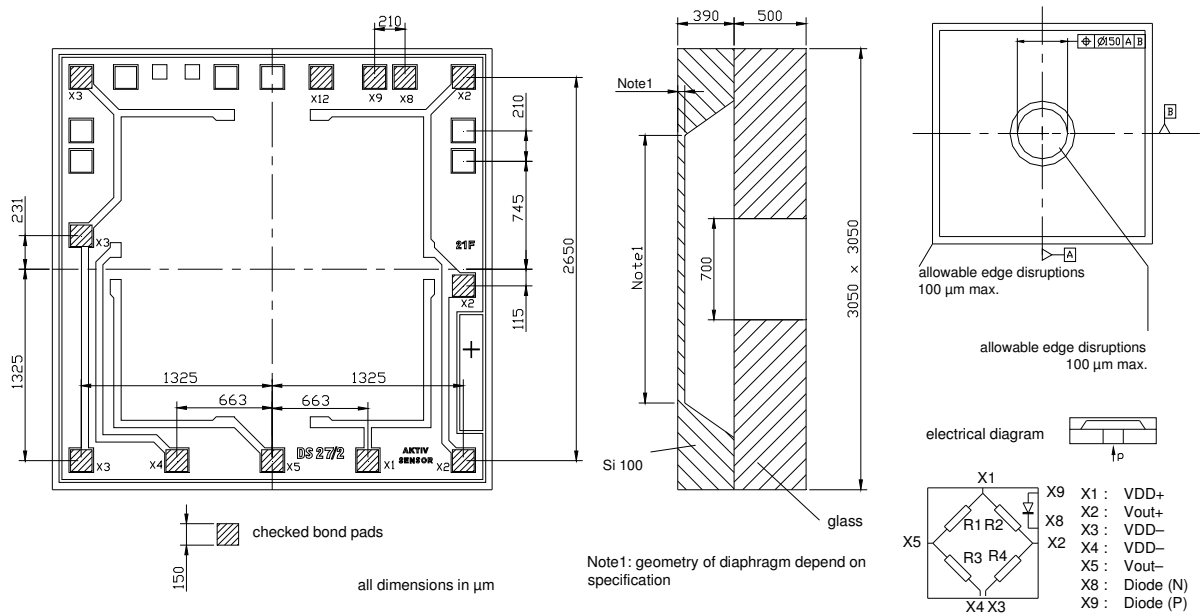 210
X3
X12
X9
X8
X2
210
745
231
2650
X3
21F
X2
115
1325
1325
1325
663
663
X3
X4
X5
DS 27/2
X1
AKTIV
SENSOR
X2
150
checked bond pads
all dimensions in µm
390
500
Note1
Note1
700
3050 × 3050
Si 100
glass
Note1: geometry of diaphragm depend on
specification
⌖ Ø150 A B
B
A
allowable edge disruptions
100 µm max.
allowable edge disruptions
100 µm max.
electrical diagram
P
X1
X9
X8
R1 R2
X5
X2
R3 R4
X4 X3
X1 : VDD+
X2 : Vout+
X3 : VDD–
X4 : VDD–
X5 : Vout–
X8 : Diode (N)
X9 : Diode (P)